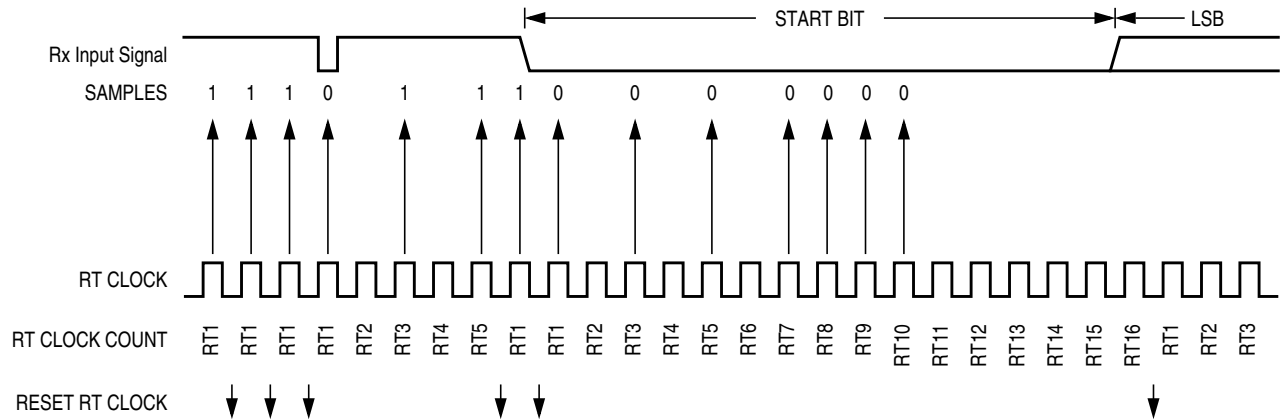 START BIT LSB
Rx Input Signal
SAMPLES 1 1 1 0 1 1 1 0 0 0 0 0 0 0
RT CLOCK
RT CLOCK COUNT RT1 RT1 RT1 RT1 RT2 RT3 RT4 RT5 RT1 RT1 RT2 RT3 RT4 RT5 RT6 RT7 RT8 RT9 RT10 RT11 RT12 RT13 RT14 RT15 RT16 RT1 RT2 RT3
RESET RT CLOCK